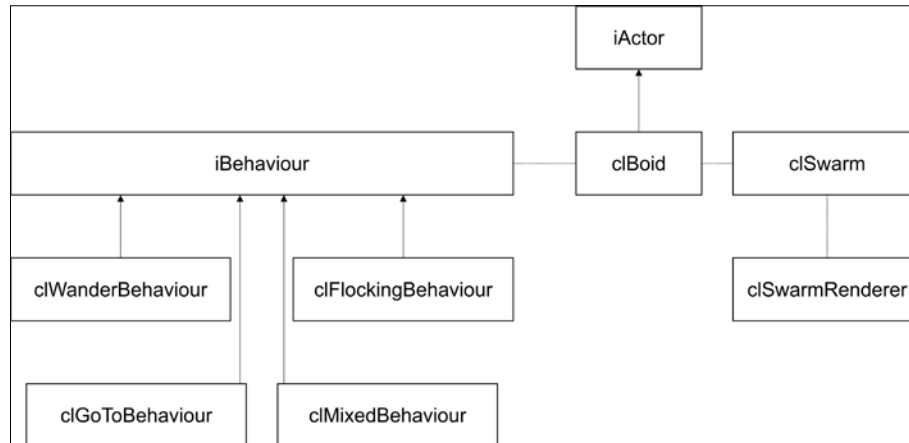 iActor
iBehaviour
clBoid
clSwarm
clWanderBehaviour
clFlockingBehaviour
clSwarmRenderer
clGoToBehaviour
clMixedBehaviour